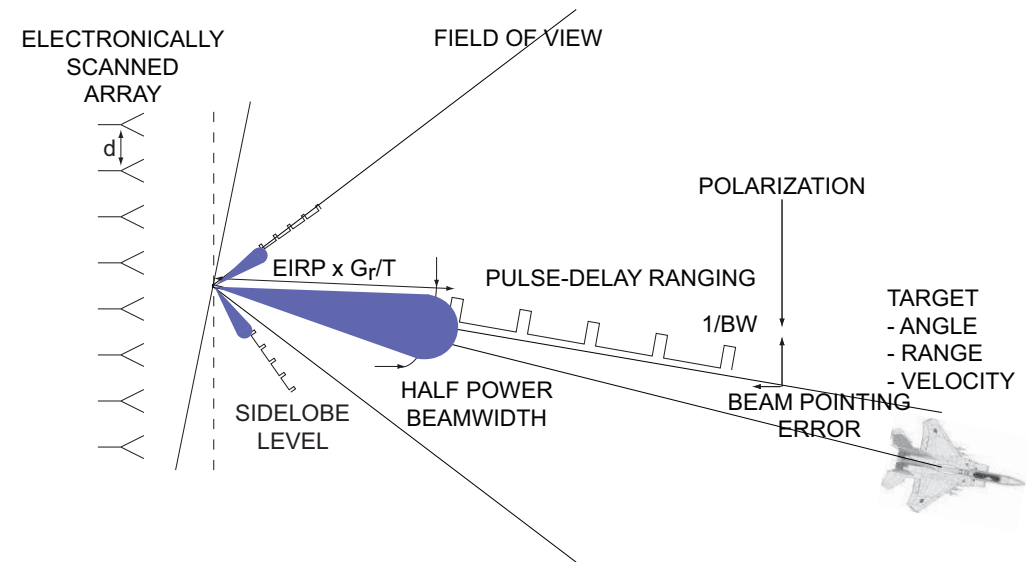 ELECTRONICALLY
SCANNED
ARRAY
d
FIELD OF VIEW
POLARIZATION
EIRP x Gr/T
PULSE-DELAY RANGING
1/BW
TARGET
- ANGLE
- RANGE
- VELOCITY
HALF POWER
BEAMWIDTH
BEAM POINTING
ERROR
SIDELOBE
LEVEL